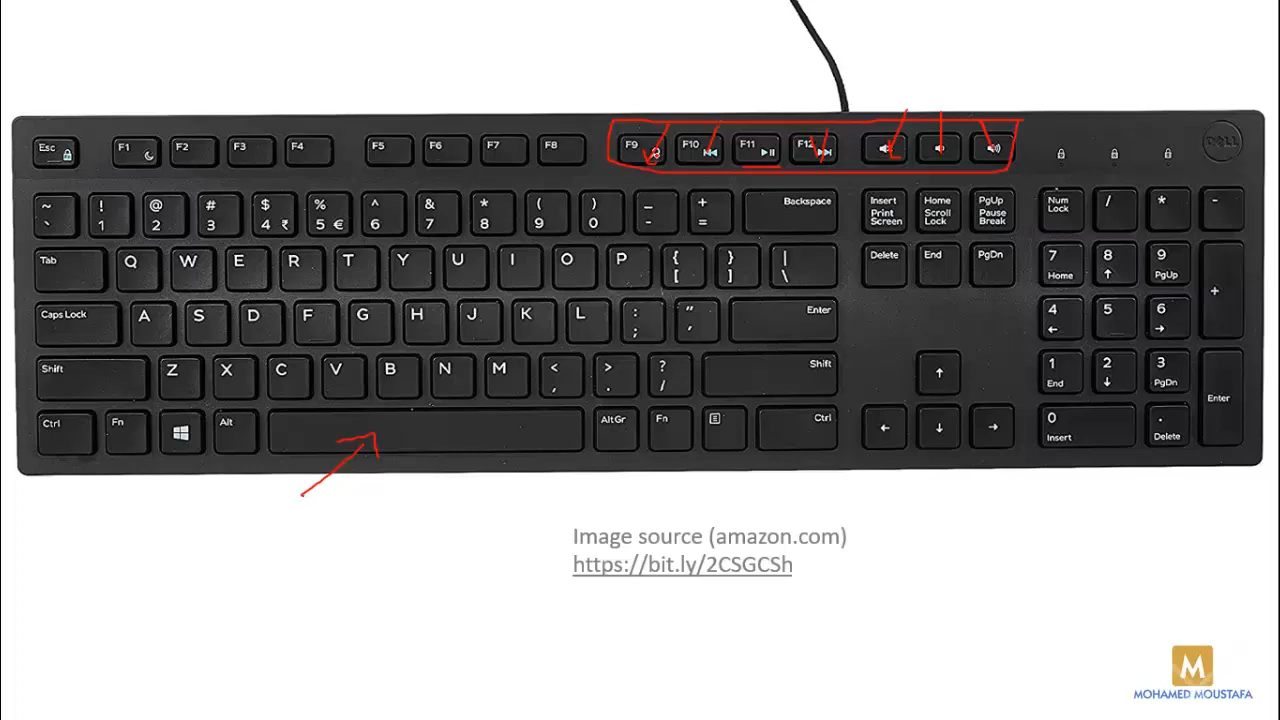 Esc F1 F2 F3 F4 F5 F6 F7 F8 F9 F10 F11 F12
DELL
~ ! @ # $ % ^ & * ( ) _ + Backspace
` 1 2 3 4 ₹ 5 € 6 7 8 9 0 - =
Insert Home PgUp
Print Screen Scroll Lock Pause Break
Num Lock / * -
Tab Q W E R T Y U I O P { [ } ] | \
Delete End PgDn
7 Home 8 ↑ 9 PgUp +
Caps Lock A S D F G H J K L : ; " ' Enter
4 ← 5 6 →
Shift Z X C V B N M < , > . ? / Shift
↑
1 End 2 ↓ 3 PgDn Enter
Ctrl Fn Alt AltGr Fn Ctrl
← ↓ →
0 Insert . Delete
Image source (amazon.com)
https://bit.ly/2CSGCSh
M
MOHAMED MOUSTAFA